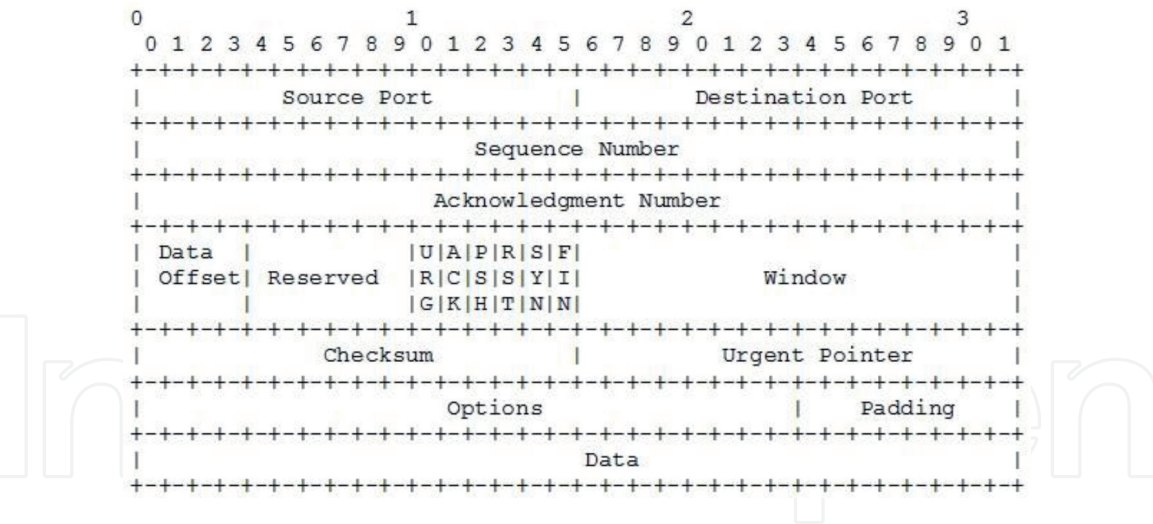 0                   1                   2                   3
 0 1 2 3 4 5 6 7 8 9 0 1 2 3 4 5 6 7 8 9 0 1 2 3 4 5 6 7 8 9 0 1
+-+-+-+-+-+-+-+-+-+-+-+-+-+-+-+-+-+-+-+-+-+-+-+-+-+-+-+-+-+-+-+-+
|          Source Port          |       Destination Port        |
+-+-+-+-+-+-+-+-+-+-+-+-+-+-+-+-+-+-+-+-+-+-+-+-+-+-+-+-+-+-+-+-+
|                        Sequence Number                        |
+-+-+-+-+-+-+-+-+-+-+-+-+-+-+-+-+-+-+-+-+-+-+-+-+-+-+-+-+-+-+-+-+
|                    Acknowledgment Number                      |
+-+-+-+-+-+-+-+-+-+-+-+-+-+-+-+-+-+-+-+-+-+-+-+-+-+-+-+-+-+-+-+-+
| Data  |           |U|A|P|R|S|F|                               |
| Offset| Reserved  |R|C|S|S|Y|I|            Window             |
|       |           |G|K|H|T|N|N|                               |
+-+-+-+-+-+-+-+-+-+-+-+-+-+-+-+-+-+-+-+-+-+-+-+-+-+-+-+-+-+-+-+-+
|           Checksum            |         Urgent Pointer        |
+-+-+-+-+-+-+-+-+-+-+-+-+-+-+-+-+-+-+-+-+-+-+-+-+-+-+-+-+-+-+-+-+
|                    Options                    |    Padding    |
+-+-+-+-+-+-+-+-+-+-+-+-+-+-+-+-+-+-+-+-+-+-+-+-+-+-+-+-+-+-+-+-+
|                             Data                              |
+-+-+-+-+-+-+-+-+-+-+-+-+-+-+-+-+-+-+-+-+-+-+-+-+-+-+-+-+-+-+-+-+